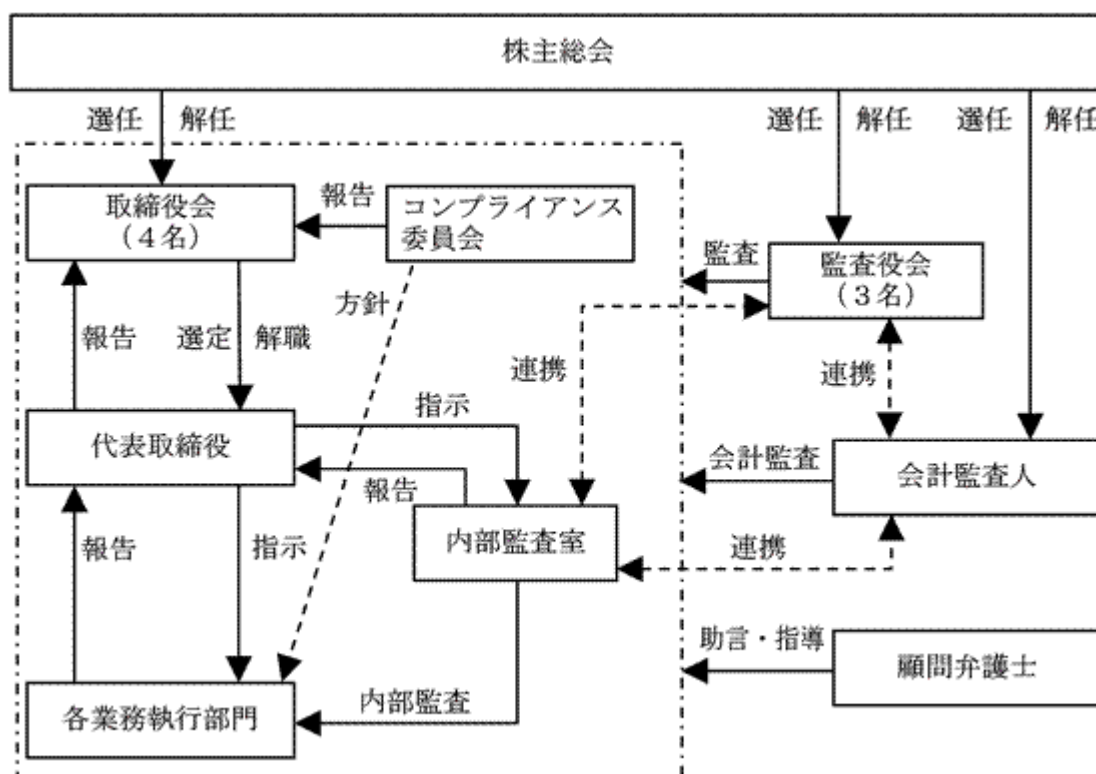 株主総会
選任 解任
選任 解任
選任 解任
取締役会
(4名)
報告
コンプライアンス
委員会
監査
監査役会
(3名)
方針
報告
選定 解職
連携
連携
指示
代表取締役
報告
会計監査
会計監査人
内部監査室
報告
指示
連携
助言・指導
顧問弁護士
各業務執行部門
内部監査